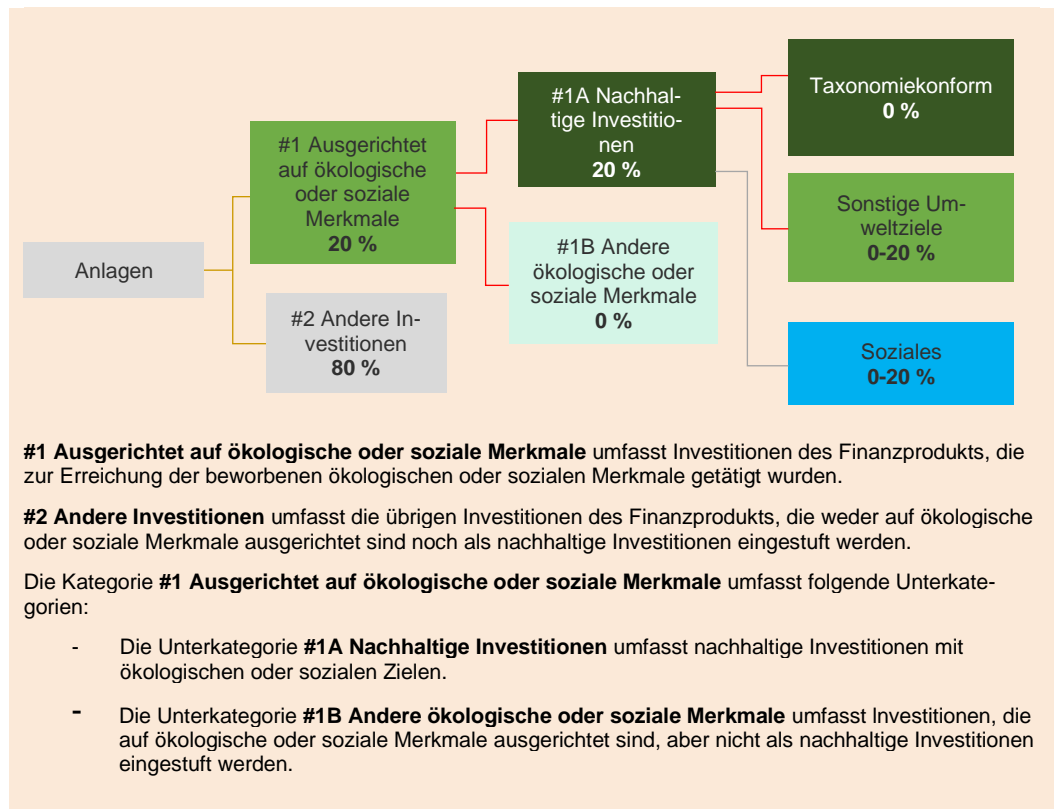 Anlagen
#1 Ausgerichtet
auf ökologische
oder soziale
Merkmale
20 %
#2 Andere In-
vestitionen
80 %
#1A Nachhal-
tige Investitio-
nen
20 %
#1B Andere
ökologische oder
soziale Merkmale
0 %
Taxonomiekonform
0 %
Sonstige Um-
weltziele
0-20 %
Soziales
0-20 %
#1 Ausgerichtet auf ökologische oder soziale Merkmale umfasst Investitionen des Finanzprodukts, die
zur Erreichung der beworbenen ökologischen oder sozialen Merkmale getätigt wurden.
#2 Andere Investitionen umfasst die übrigen Investitionen des Finanzprodukts, die weder auf ökologische
oder soziale Merkmale ausgerichtet sind noch als nachhaltige Investitionen eingestuft werden.
Die Kategorie #1 Ausgerichtet auf ökologische oder soziale Merkmale umfasst folgende Unterkate-
gorien:
- Die Unterkategorie #1A Nachhaltige Investitionen umfasst nachhaltige Investitionen mit
ökologischen oder sozialen Zielen.
- Die Unterkategorie #1B Andere ökologische oder soziale Merkmale umfasst Investitionen, die
auf ökologische oder soziale Merkmale ausgerichtet sind, aber nicht als nachhaltige Investitionen
eingestuft werden.